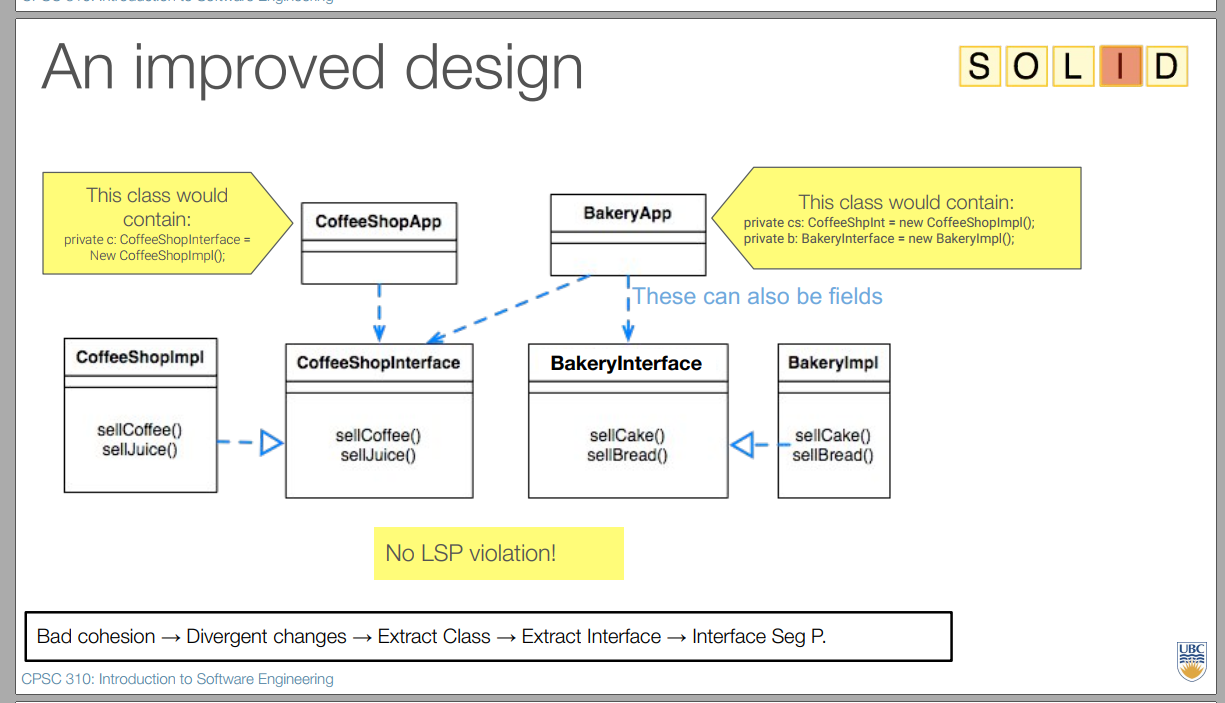 An improved design
S O L I D
This class would
contain:
private c: CoffeeShopInterface =
New CoffeeShopImpl();
CoffeeShopApp
BakeryApp
This class would contain:
private cs: CoffeeShpInt = new CoffeeShopImpl();
private b: BakeryInterface = new BakeryImpl();
These can also be fields
CoffeeShopImpl
sellCoffee()
sellJuice()
CoffeeShopInterface
sellCoffee()
sellJuice()
BakeryInterface
sellCake()
sellBread()
BakeryImpl
sellCake()
sellBread()
No LSP violation!
Bad cohesion → Divergent changes → Extract Class → Extract Interface → Interface Seg P.
UBC
CPSC 310: Introduction to Software Engineering